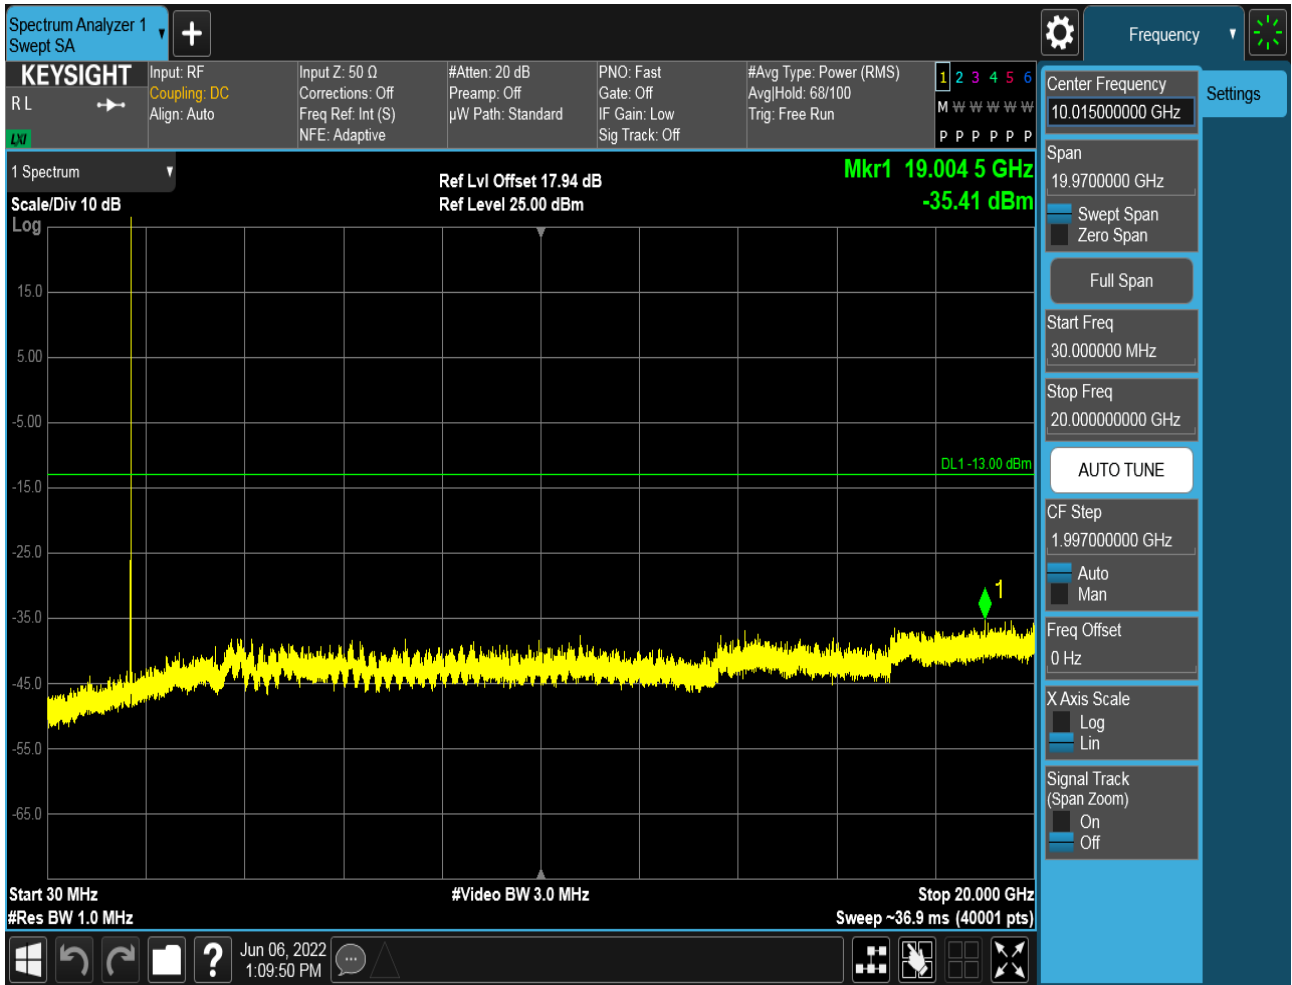 Spectrum Analyzer 1
Swept SA
Frequency
KEYSIGHT
R L
LXI
Input: RF
Coupling: DC
Align: Auto
Input Z: 50 Ω
Corrections: Off
Freq Ref: Int (S)
NFE: Adaptive
#Atten: 20 dB
Preamp: Off
µW Path: Standard
PNO: Fast
Gate: Off
IF Gain: Low
Sig Track: Off
#Avg Type: Power (RMS)
Avg|Hold: 68/100
Trig: Free Run
1 2 3 4 5 6
M W W W W W
P P P P P P
1 Spectrum
Scale/Div 10 dB
Log
Ref Lvl Offset 17.94 dB
Ref Level 25.00 dBm
Mkr1 19.004 5 GHz
-35.41 dBm
15.0
5.00
-5.00
DL1 -13.00 dBm
-15.0
-25.0
1
-35.0
-45.0
-55.0
-65.0
Start 30 MHz
#Res BW 1.0 MHz
#Video BW 3.0 MHz
Stop 20.000 GHz
Sweep ~36.9 ms (40001 pts)
Center Frequency
10.015000000 GHz
Settings
Span
19.9700000 GHz
Swept Span
Zero Span
Full Span
Start Freq
30.000000 MHz
Stop Freq
20.000000000 GHz
AUTO TUNE
CF Step
1.997000000 GHz
Auto
Man
Freq Offset
0 Hz
X Axis Scale
Log
Lin
Signal Track
(Span Zoom)
On
Off
?
Jun 06, 2022
1:09:50 PM